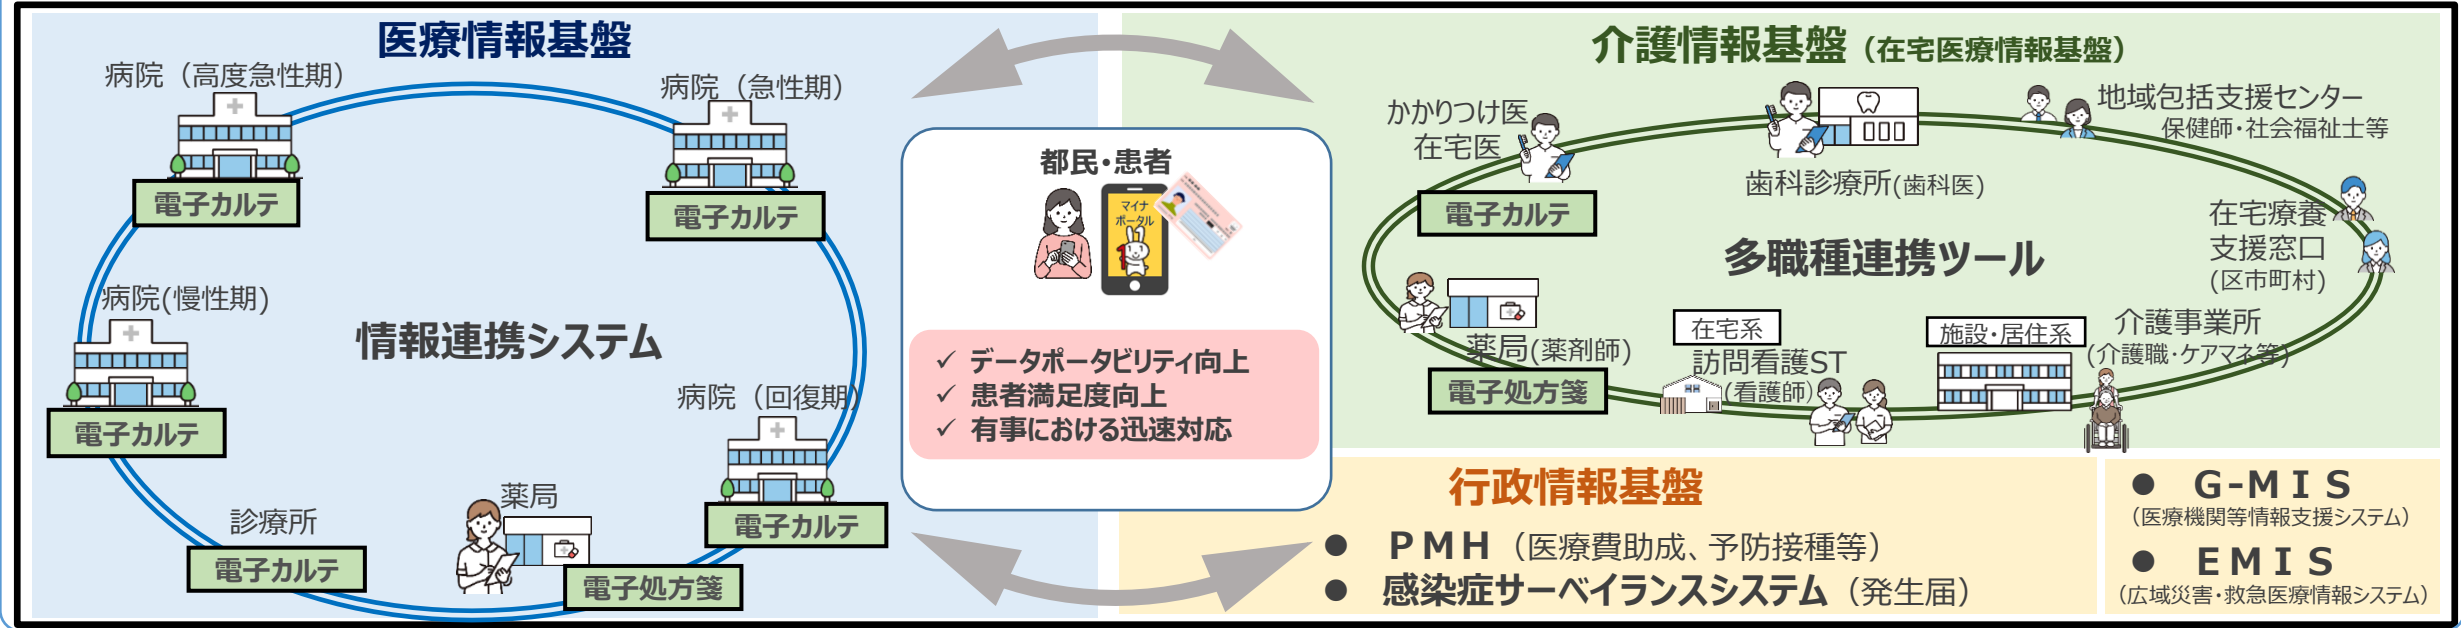 医療情報基盤
病院（高度急性期）
電子カルテ
病院（急性期）
電子カルテ
病院(慢性期)
電子カルテ
情報連携システム
病院（回復期）
電子カルテ
診療所
電子カルテ
薬局
電子処方箋
都民・患者
マイナ
ポータル
✓ データポータビリティ向上
✓ 患者満足度向上
✓ 有事における迅速対応
介護情報基盤（在宅医療情報基盤）
かかりつけ医
在宅医
電子カルテ
歯科診療所(歯科医)
地域包括支援センター
保健師・社会福祉士等
在宅療養
支援窓口
(区市町村)
多職種連携ツール
薬局(薬剤師)
電子処方箋
在宅系
訪問看護ST
(看護師)
施設・居住系
介護事業所
(介護職・ケアマネ等)
行政情報基盤
● ＰＭＨ（医療費助成、予防接種等）
● 感染症サーベイランスシステム（発生届）
● Ｇ-ＭＩＳ
（医療機関等情報支援システム）
● ＥＭＩＳ
（広域災害・救急医療情報システム）